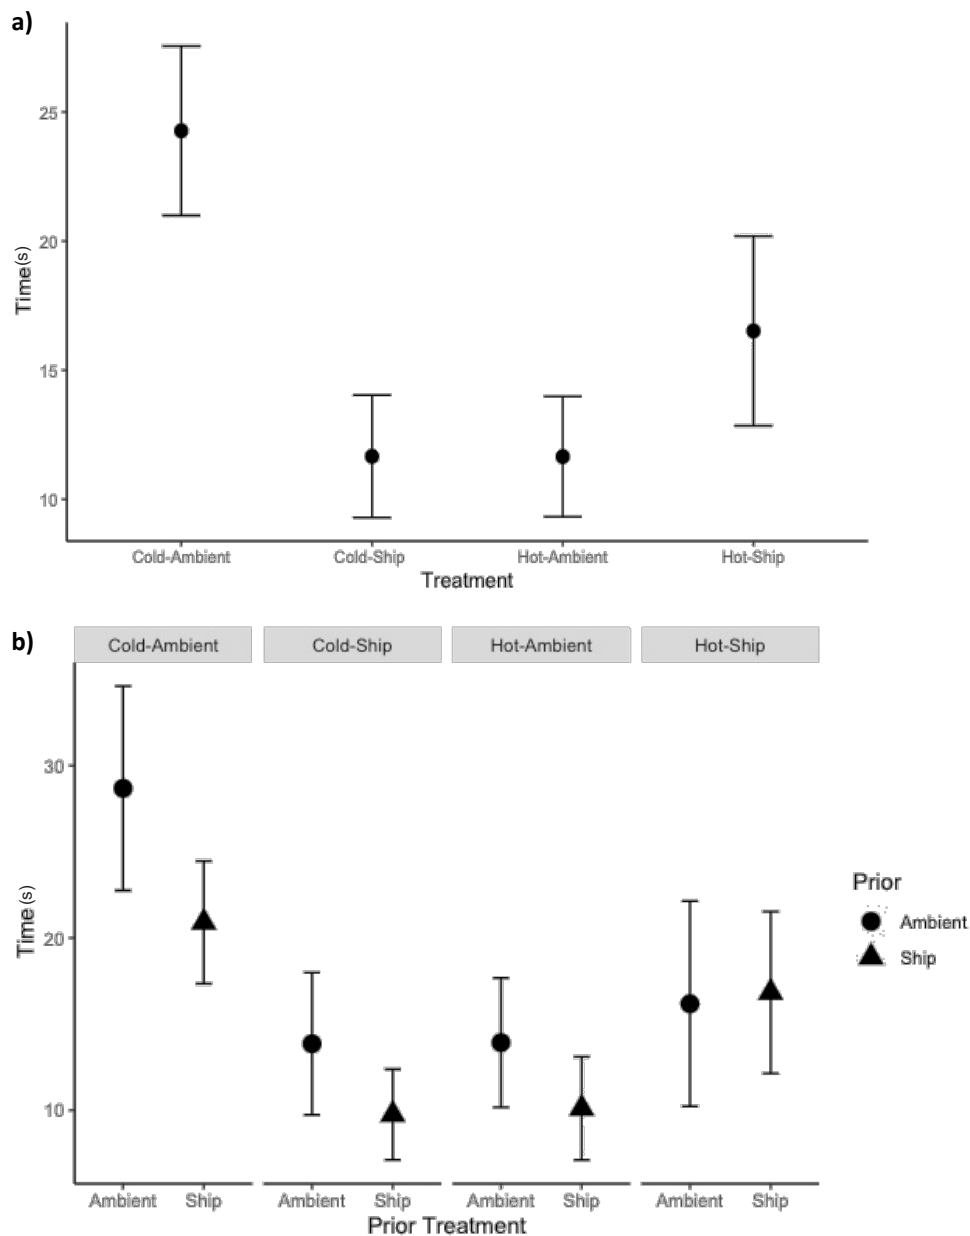 a)
25
20
15
10
Time(s)
Cold-Ambient Cold-Ship Hot-Ambient Hot-Ship
Treatment
b)
Cold-Ambient Cold-Ship Hot-Ambient Hot-Ship
30
20
10
Time(s)
Prior
Ambient
Ship
Ambient Ship Ambient Ship Ambient Ship Ambient Ship
Prior Treatment